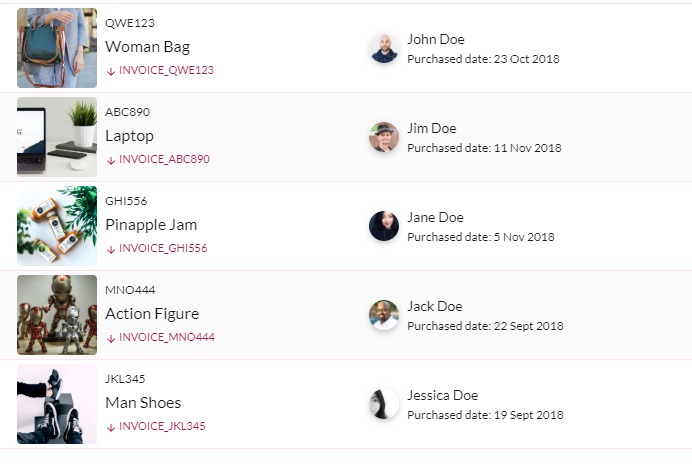 QWE123
Woman Bag
INVOICE_QWE123
John Doe
Purchased date: 23 Oct 2018
ABC890
Laptop
INVOICE_ABC890
Jim Doe
Purchased date: 11 Nov 2018
GHI556
Pinapple Jam
INVOICE_GHI556
Jane Doe
Purchased date: 5 Nov 2018
MNO444
Action Figure
INVOICE_MNO444
Jack Doe
Purchased date: 22 Sept 2018
JKL345
Man Shoes
INVOICE_JKL345
Jessica Doe
Purchased date: 19 Sept 2018